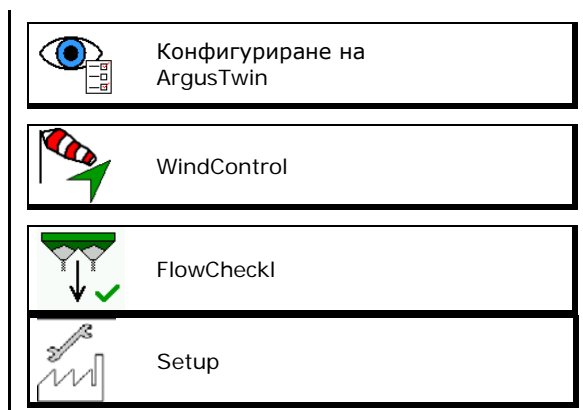 Конфигуриране на
ArgusTwin
WindControl
FlowCheckl
Setup